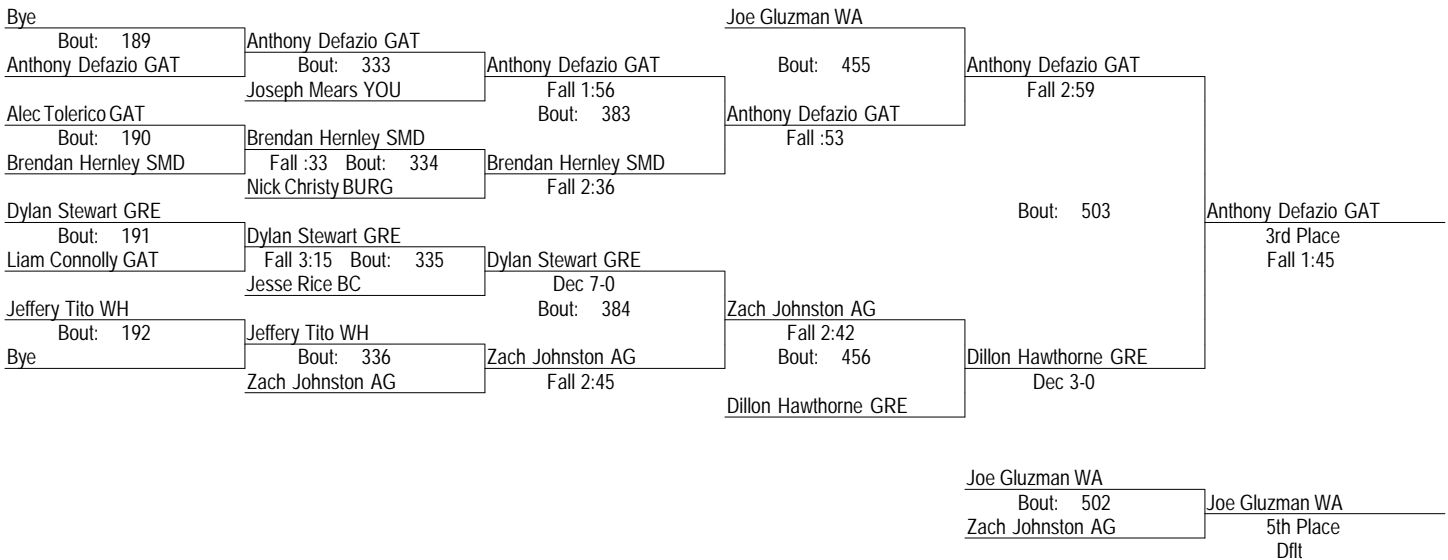 Bye
Joe Gluzman WA
Bout: 189
Anthony Defazio GAT
Anthony Defazio GAT
Bout: 333
Anthony Defazio GAT
Bout: 455
Anthony Defazio GAT
Joseph Mears YOU
Fall 1:56
Fall 2:59
Alec Tolerico GAT
Bout: 383
Anthony Defazio GAT
Bout: 190
Brendan Hernley SMD
Fall :53
Brendan Hernley SMD
Fall :33 Bout: 334
Brendan Hernley SMD
Nick Christy BURG
Fall 2:36
Dylan Stewart GRE
Bout: 503
Anthony Defazio GAT
Bout: 191
Dylan Stewart GRE
3rd Place
Liam Connolly GAT
Fall 3:15 Bout: 335
Dylan Stewart GRE
Fall 1:45
Jesse Rice BC
Dec 7-0
Jeffery Tito WH
Bout: 384
Zach Johnston AG
Bout: 192
Jeffery Tito WH
Fall 2:42
Bye
Bout: 336
Zach Johnston AG
Bout: 456
Dillon Hawthorne GRE
Zach Johnston AG
Fall 2:45
Dec 3-0
Dillon Hawthorne GRE
Joe Gluzman WA
Bout: 502
Joe Gluzman WA
Zach Johnston AG
5th Place
Dflt